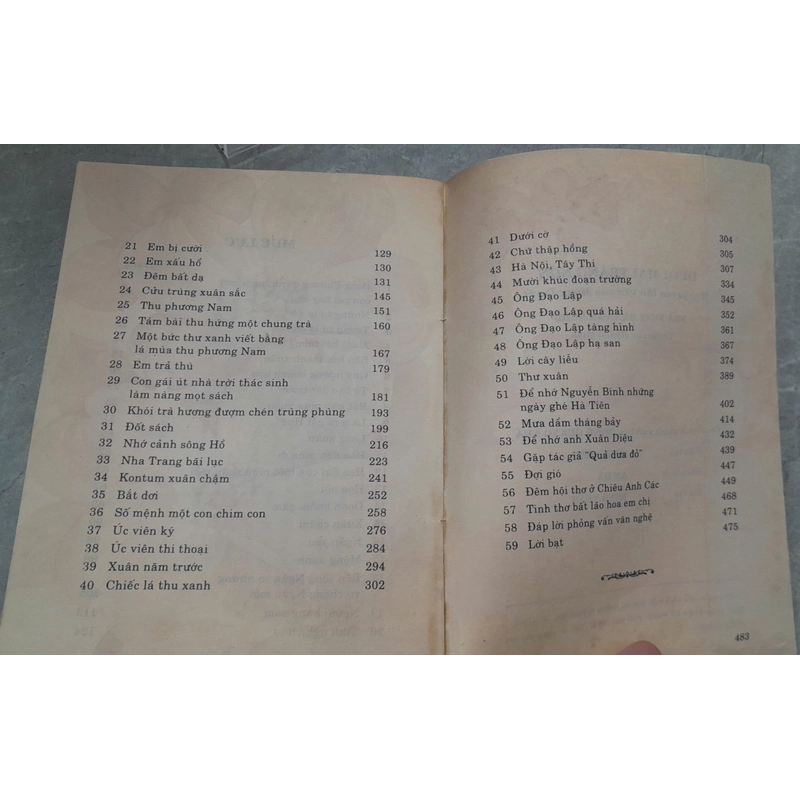 21 Em bị cười 129
22 Em xấu hổ 130
23 Đêm bất dạ 131
24 Cửu trùng xuân sắc 145
25 Thu phương Nam 151
26 Tám bài thu hứng một chung trà 160
27 Một bức thư xanh viết bằng
lá mùa thu phương Nam 167
28 Em trả thù 179
29 Con gái út nhà trời thác sinh
làm nàng mọt sách 181
30 Khói trà hương đượm chén trùng phùng 193
31 Đốt sách 199
32 Nhớ cảnh sông Hồ 216
33 Nha Trang bái lục 223
34 Kontum xuân chậm 241
35 Bắt dơi 252
36 Số mệnh một con chim con 258
37 Úc viên ký 276
38 Úc viên thi thoại 284
39 Xuân năm trước 294
40 Chiếc lá thu xanh 302
41 Dưới cờ 304
42 Chữ thập hồng 305
43 Hà Nội, Tây Thi 307
44 Mười khúc đoạn trường 334
45 Ông Đạo Lập 345
46 Ông Đạo Lập quá hải 352
47 Ông Đạo Lập tàng hình 361
48 Ông Đạo Lập hạ san 367
49 Lời cây liễu 374
50 Thư xuân 389
51 Để nhớ Nguyễn Bính những
ngày ghé Hà Tiên 402
52 Mưa dầm tháng bảy 414
53 Để nhớ anh Xuân Diệu 432
54 Gặp tác giả "Quả dưa đỏ" 439
55 Đợi gió 447
56 Đêm hội thơ ở Chiêu Anh Các 449
57 Tình thơ bất lão hoa em chị 468
58 Đáp lời phỏng vấn văn nghệ 471
59 Lời bạt 475
483